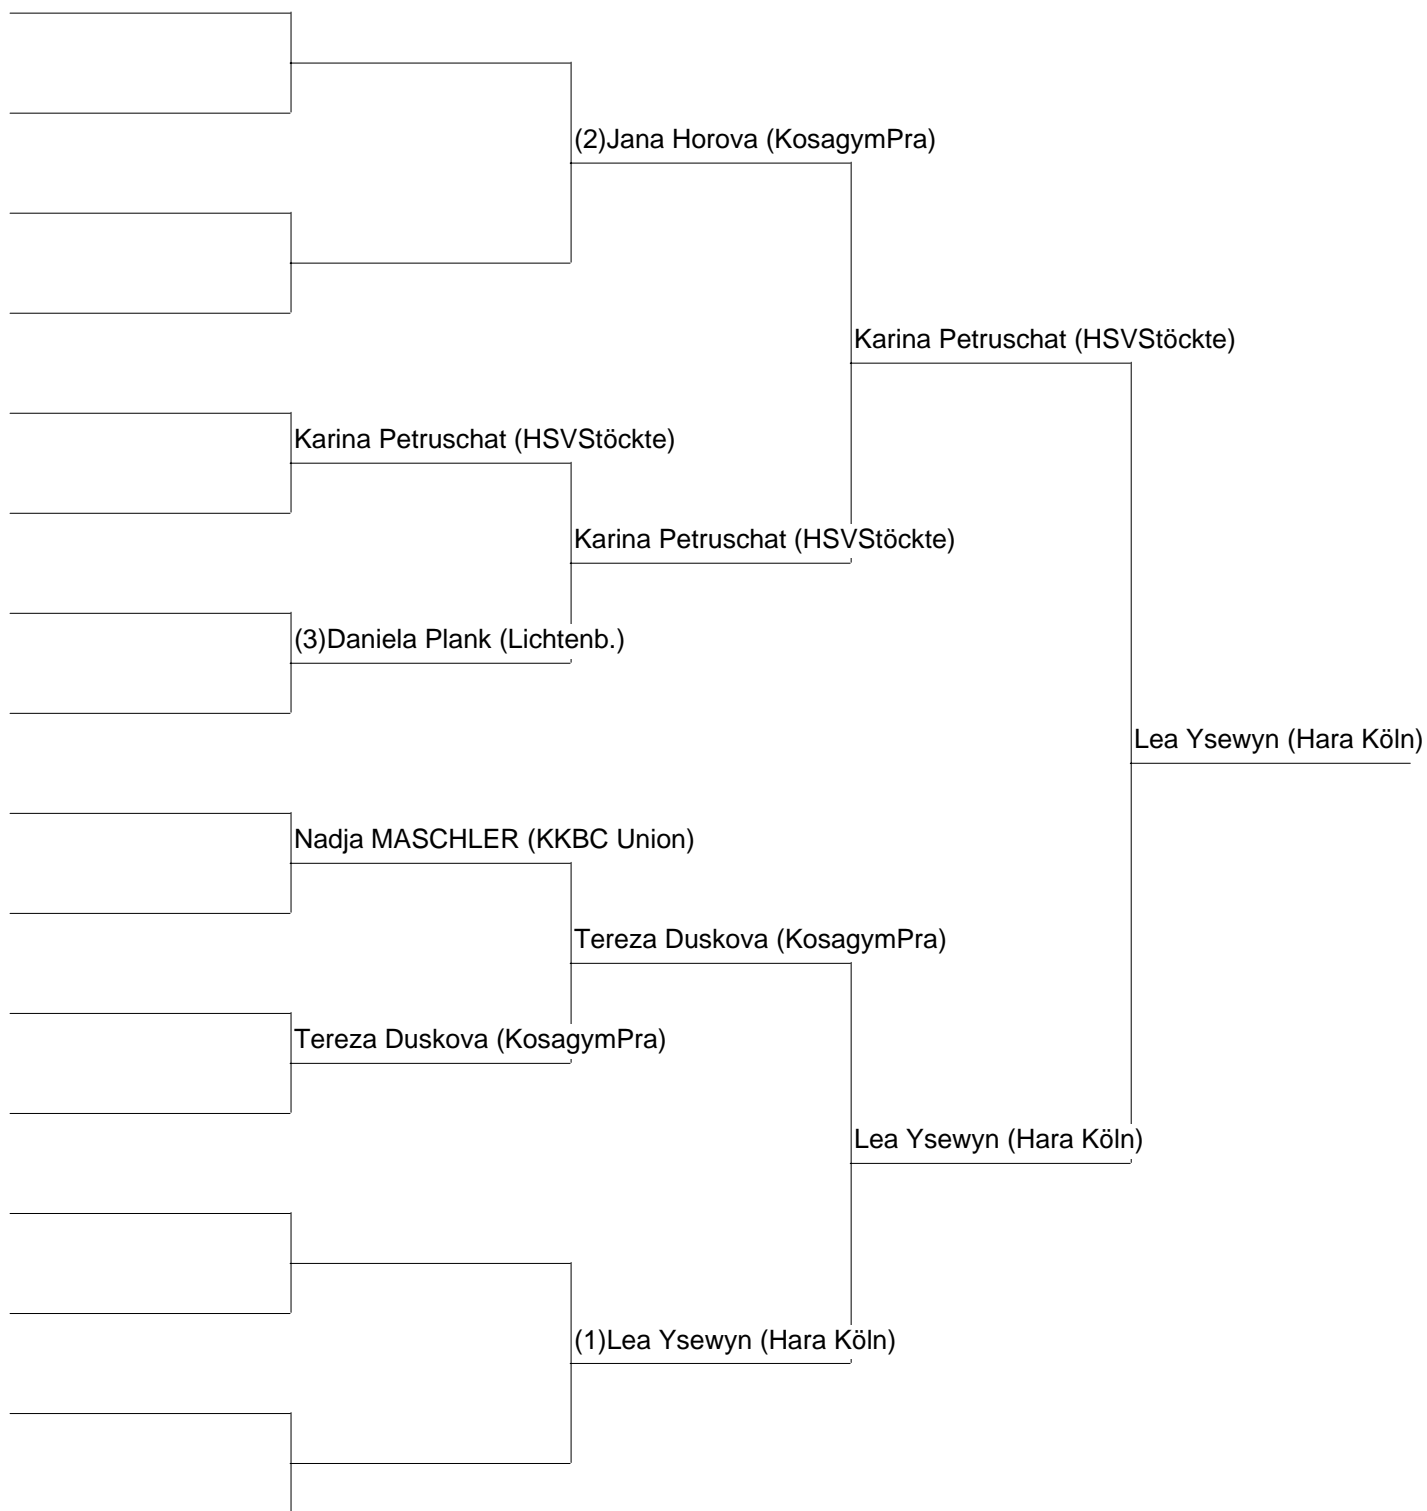 (2)Jana Horova (KosagymPra)
Karina Petruschat (HSVStöckte)
Karina Petruschat (HSVStöckte)
Karina Petruschat (HSVStöckte)
(3)Daniela Plank (Lichtenb.)
Lea Ysewyn (Hara Köln)
Nadja MASCHLER (KKBC Union)
Tereza Duskova (KosagymPra)
Tereza Duskova (KosagymPra)
Lea Ysewyn (Hara Köln)
(1)Lea Ysewyn (Hara Köln)